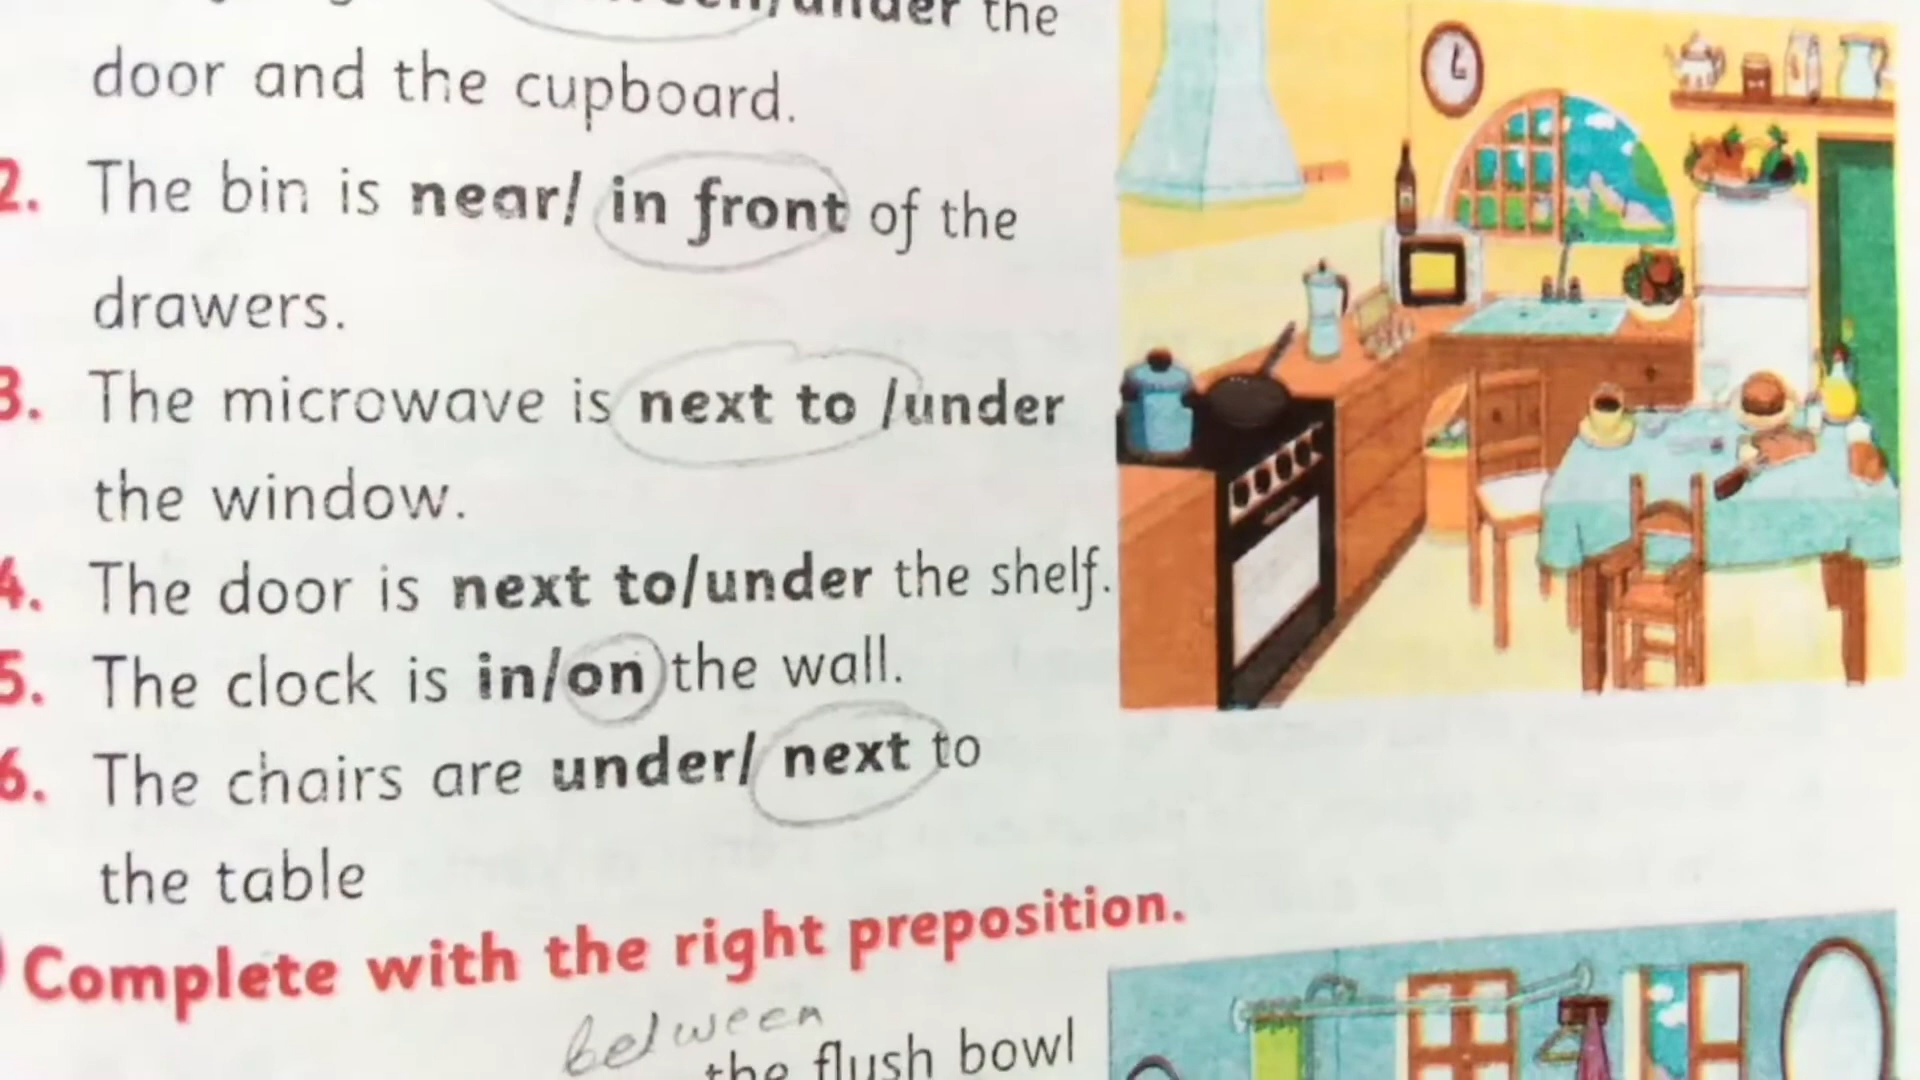 under the
door and the cupboard.
2. The bin is near/ in front of the
drawers.
3. The microwave is next to /under
the window.
4. The door is next to/under the shelf.
5. The clock is in/on the wall.
6. The chairs are under/ next to
the table
Complete with the right preposition.
between
the flush bowl